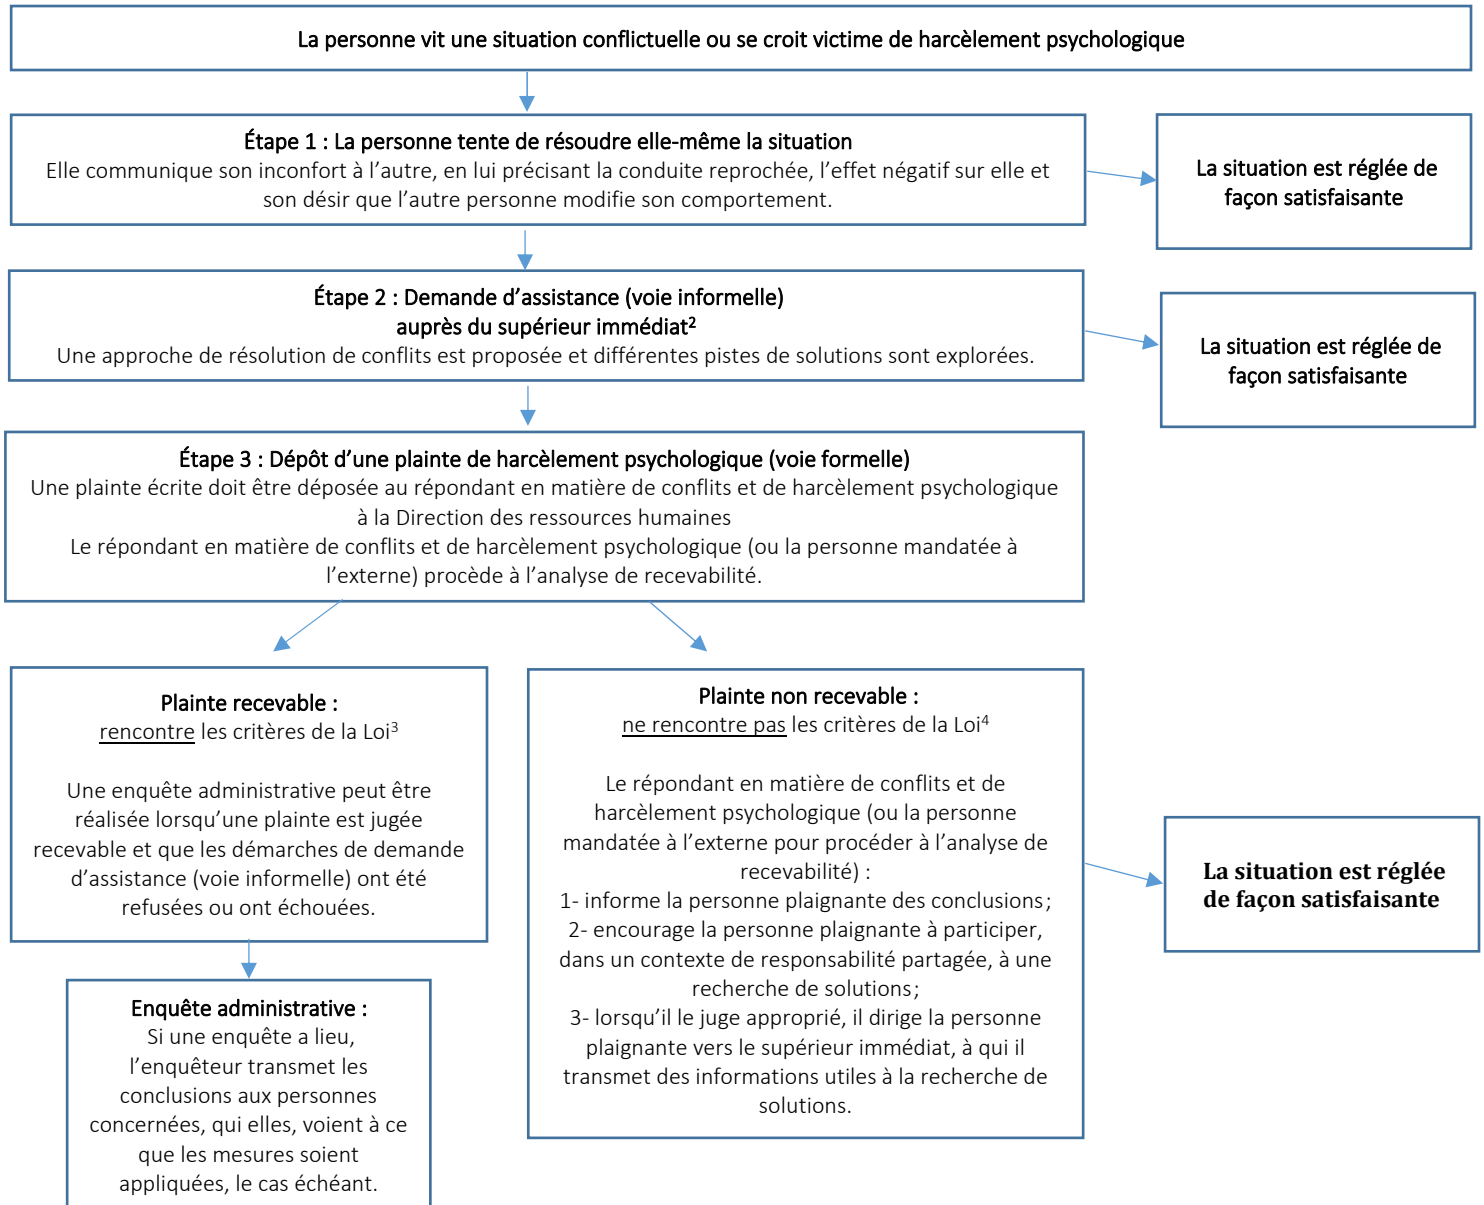 La personne vit une situation conflictuelle ou se croit victime de harcèlement psychologique
Étape 1 : La personne tente de résoudre elle-même la situation
Elle communique son inconfort à l’autre, en lui précisant la conduite reprochée, l’effet négatif sur elle et
son désir que l’autre personne modifie son comportement.
La situation est réglée de
façon satisfaisante
Étape 2 : Demande d’assistance (voie informelle)
auprès du supérieur immédiat²
Une approche de résolution de conflits est proposée et différentes pistes de solutions sont explorées.
La situation est réglée de
façon satisfaisante
Étape 3 : Dépôt d’une plainte de harcèlement psychologique (voie formelle)
Une plainte écrite doit être déposée au répondant en matière de conflits et de harcèlement psychologique
à la Direction des ressources humaines
Le répondant en matière de conflits et de harcèlement psychologique (ou la personne mandatée à
l’externe) procède à l’analyse de recevabilité.
Plainte recevable :
rencontre les critères de la Loi³
Une enquête administrative peut être
réalisée lorsqu’une plainte est jugée
recevable et que les démarches de demande
d’assistance (voie informelle) ont été
refusées ou ont échouées.
Plainte non recevable :
ne rencontre pas les critères de la Loi⁴
Le répondant en matière de conflits et de
harcèlement psychologique (ou la personne
mandatée à l’externe pour procéder à l’analyse de
recevabilité) :
1- informe la personne plaignante des conclusions;
2- encourage la personne plaignante à participer,
dans un contexte de responsabilité partagée, à une
recherche de solutions;
3- lorsqu’il le juge approprié, il dirige la personne
plaignante vers le supérieur immédiat, à qui il
transmet des informations utiles à la recherche de
solutions.
La situation est réglée
de façon satisfaisante
Enquête administrative :
Si une enquête a lieu,
l’enquêteur transmet les
conclusions aux personnes
concernées, qui elles, voient à ce
que les mesures soient
appliquées, le cas échéant.